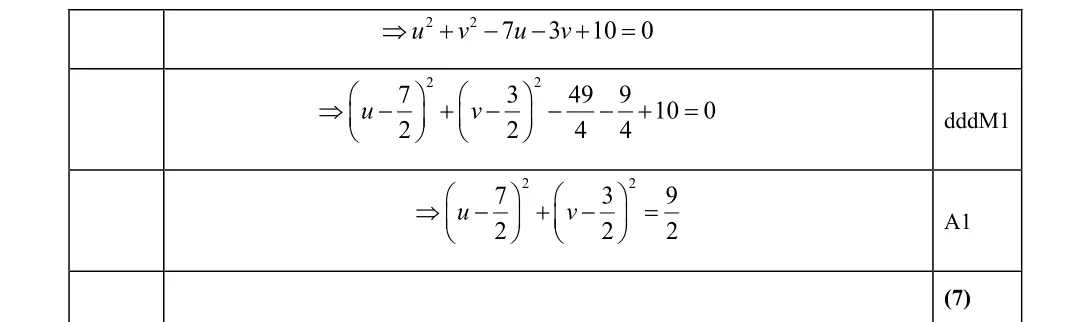 ⇒ u² + v² − 7u − 3v + 10 = 0
⇒ (u − 7/2)² + (v − 3/2)² − 49/4 − 9/4 + 10 = 0 dddM1
⇒ (u − 7/2)² + (v − 3/2)² = 9/2 A1
(7)